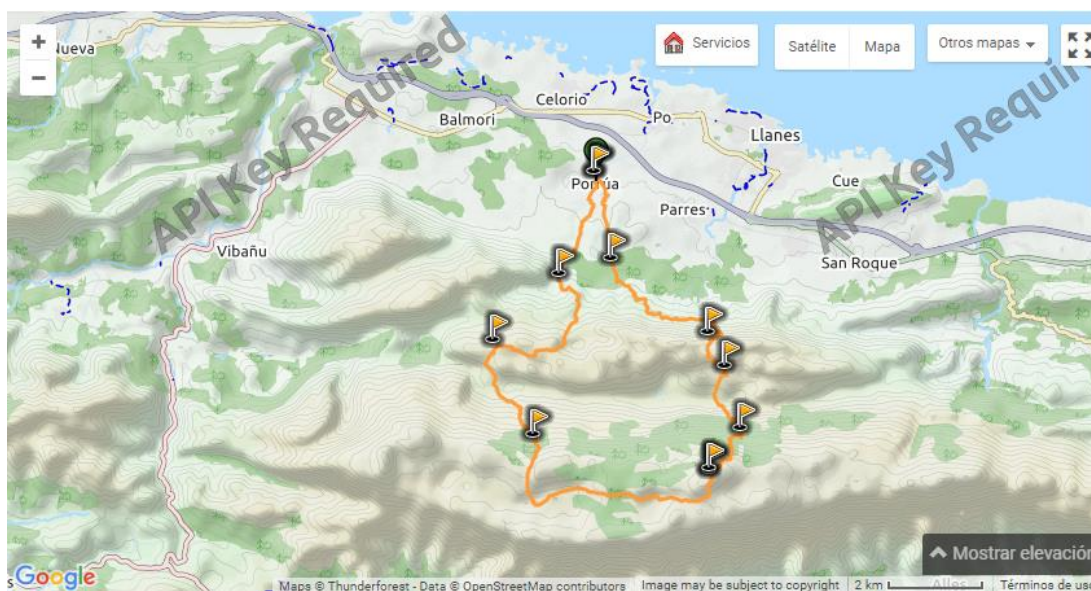 +
−
Nueva
Servicios
Satélite
Mapa
Otros mapas
API Key Required
API Key Required
Celorio
Balmori
Po
Llanes
Porrúa
Cue
Parres
San Roque
Vibañu
Mostrar elevación
Google
Maps © Thunderforest - Data © OpenStreetMap contributors
Image may be subject to copyright
2 km
Alles
Términos de uso